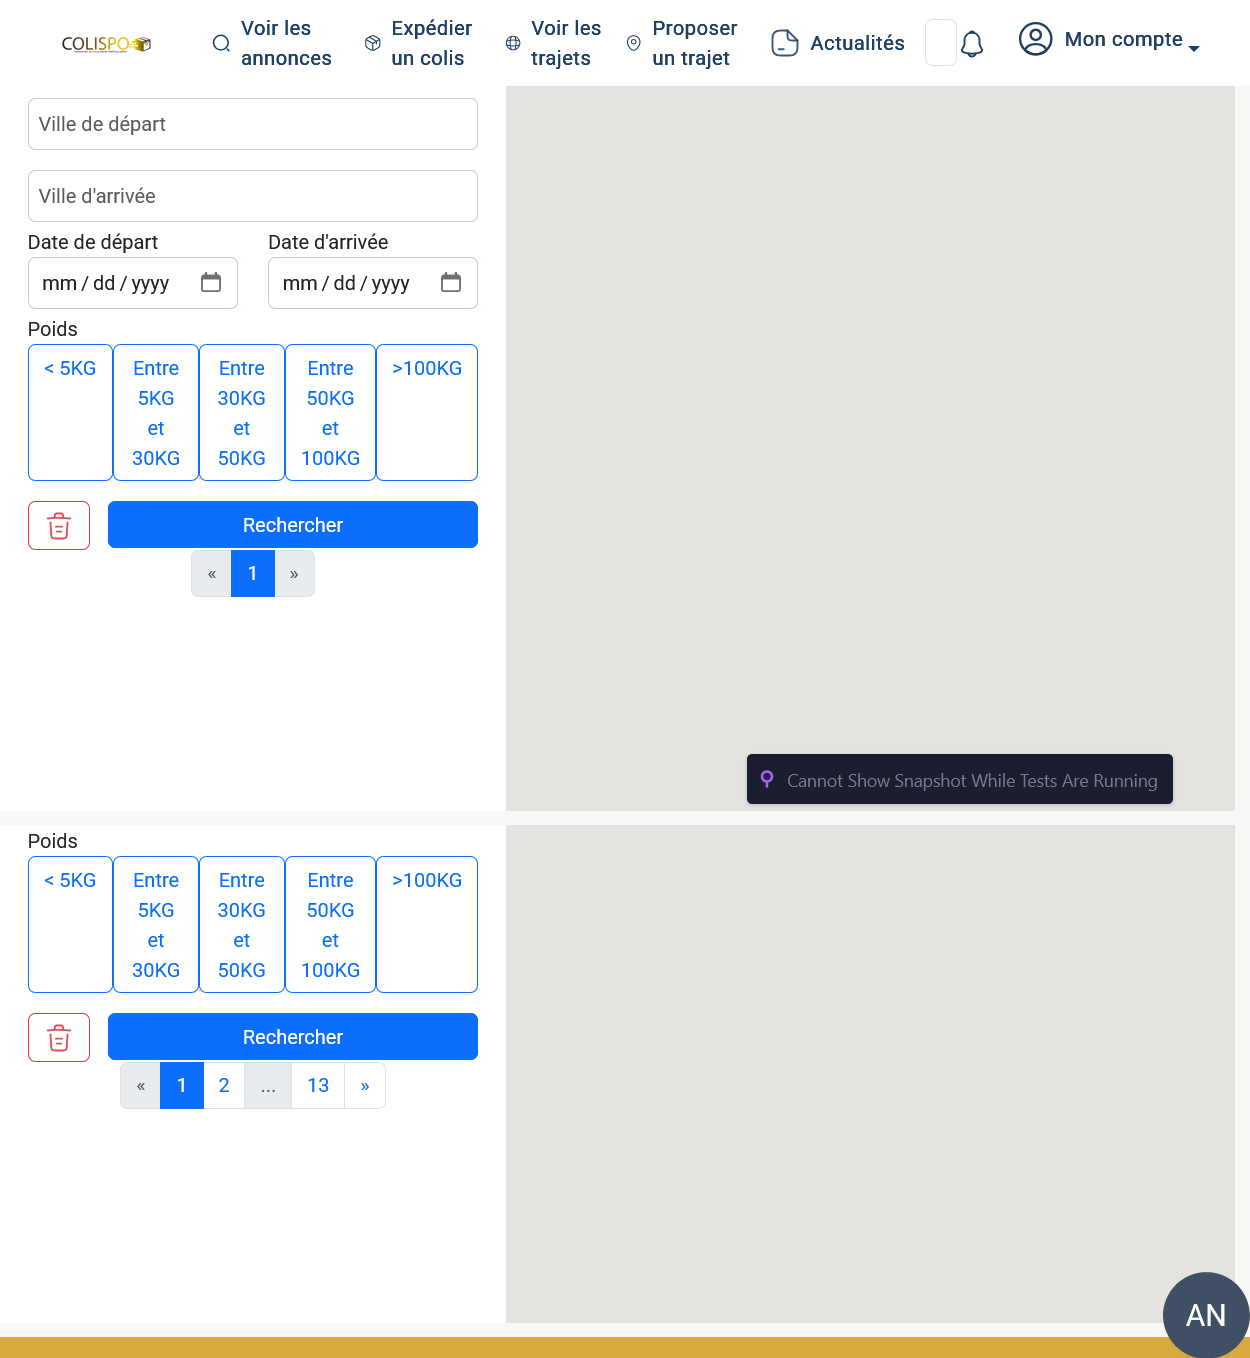 COLISPO
Voir les
annonces
Expédier
un colis
Voir les
trajets
Proposer
un trajet
Actualités
Mon compte
Ville de départ
Ville d'arrivée
Date de départ
Date d'arrivée
mm / dd / yyyy
mm / dd / yyyy
Poids
< 5KG
Entre
5KG
et
30KG
Entre
30KG
et
50KG
Entre
50KG
et
100KG
>100KG
Rechercher
« 1 »
Cannot Show Snapshot While Tests Are Running
Poids
< 5KG
Entre
5KG
et
30KG
Entre
30KG
et
50KG
Entre
50KG
et
100KG
>100KG
Rechercher
« 1 2 ... 13 »
AN